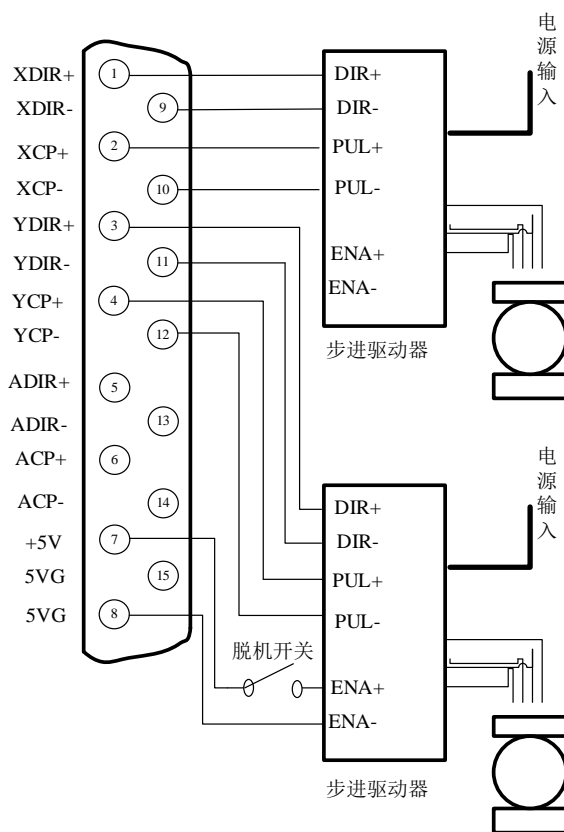 XDIR+
XDIR-
XCP+
XCP-
YDIR+
YDIR-
YCP+
YCP-
ADIR+
ADIR-
ACP+
ACP-
+5V
5VG
5VG
1
9
2
10
3
11
4
12
5
13
6
14
7
15
8
DIR+
DIR-
PUL+
PUL-
ENA+
ENA-
步进驱动器
电源输入
DIR+
DIR-
PUL+
PUL-
ENA+
ENA-
步进驱动器
电源输入
脱机开关